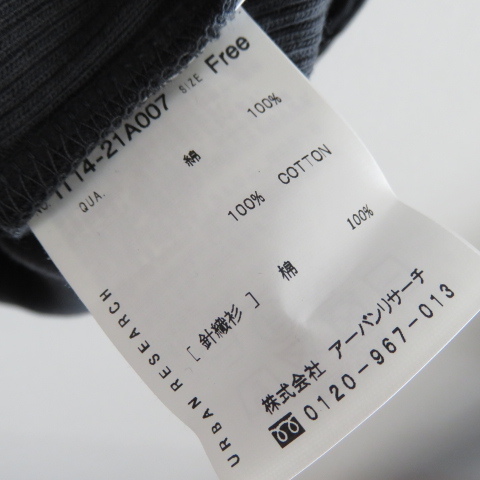 1114-21A007 SIZE Free
QUA.
綿 100%
100% COTTON
[ 針織衫 ] 棉 100%
URBAN RESEARCH
株式会社 アーバンリサーチ
0120-967-013